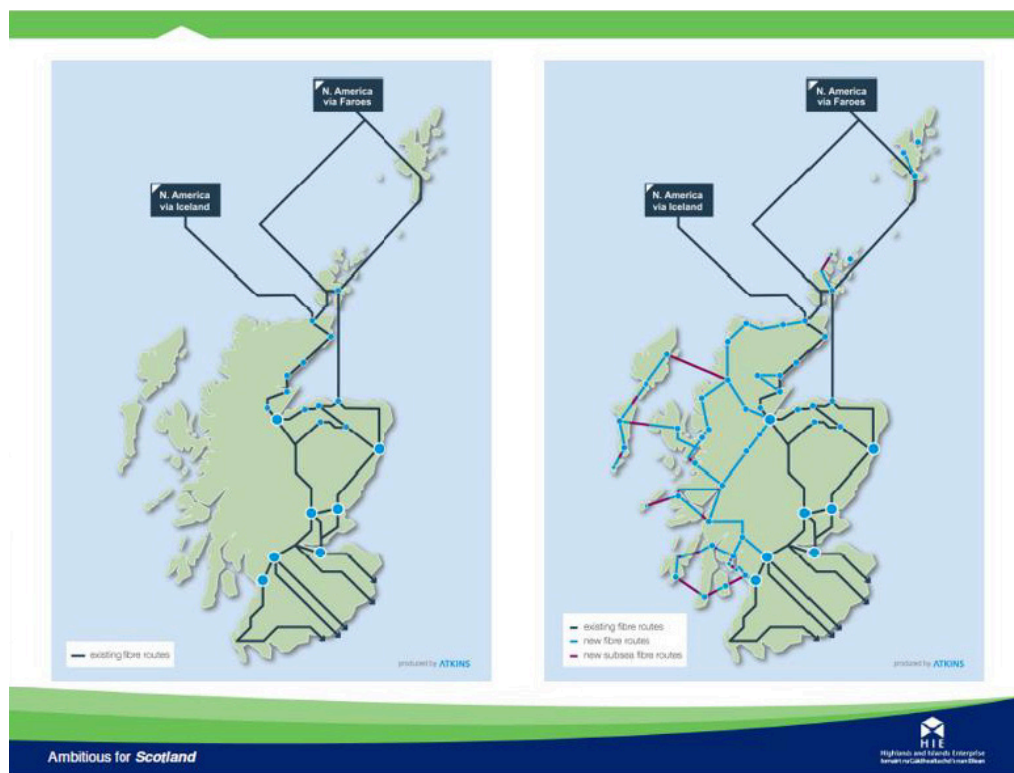 N. America
via Faroes
N. America
via Iceland
existing fibre routes
produced by ATKINS
N. America
via Faroes
N. America
via Iceland
existing fibre routes
new fibre routes
new subsea fibre routes
produced by ATKINS
Ambitious for Scotland
HIE
Highlands and Islands Enterprise